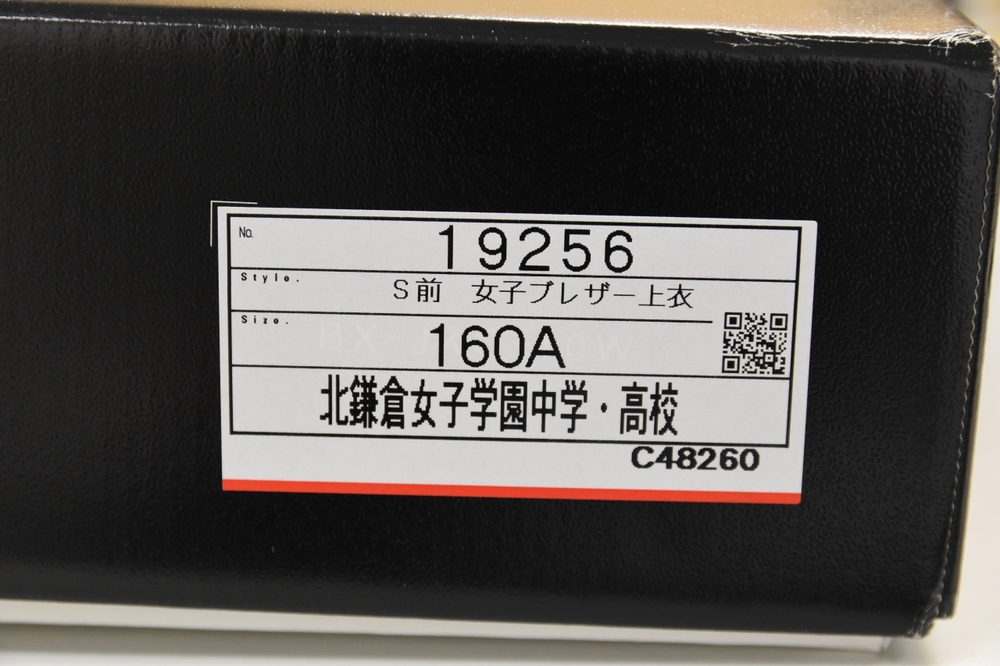 No. 19256
Style. S前 女子ブレザー上衣
Size. 160A
北鎌倉女子学園中学・高校
C48260